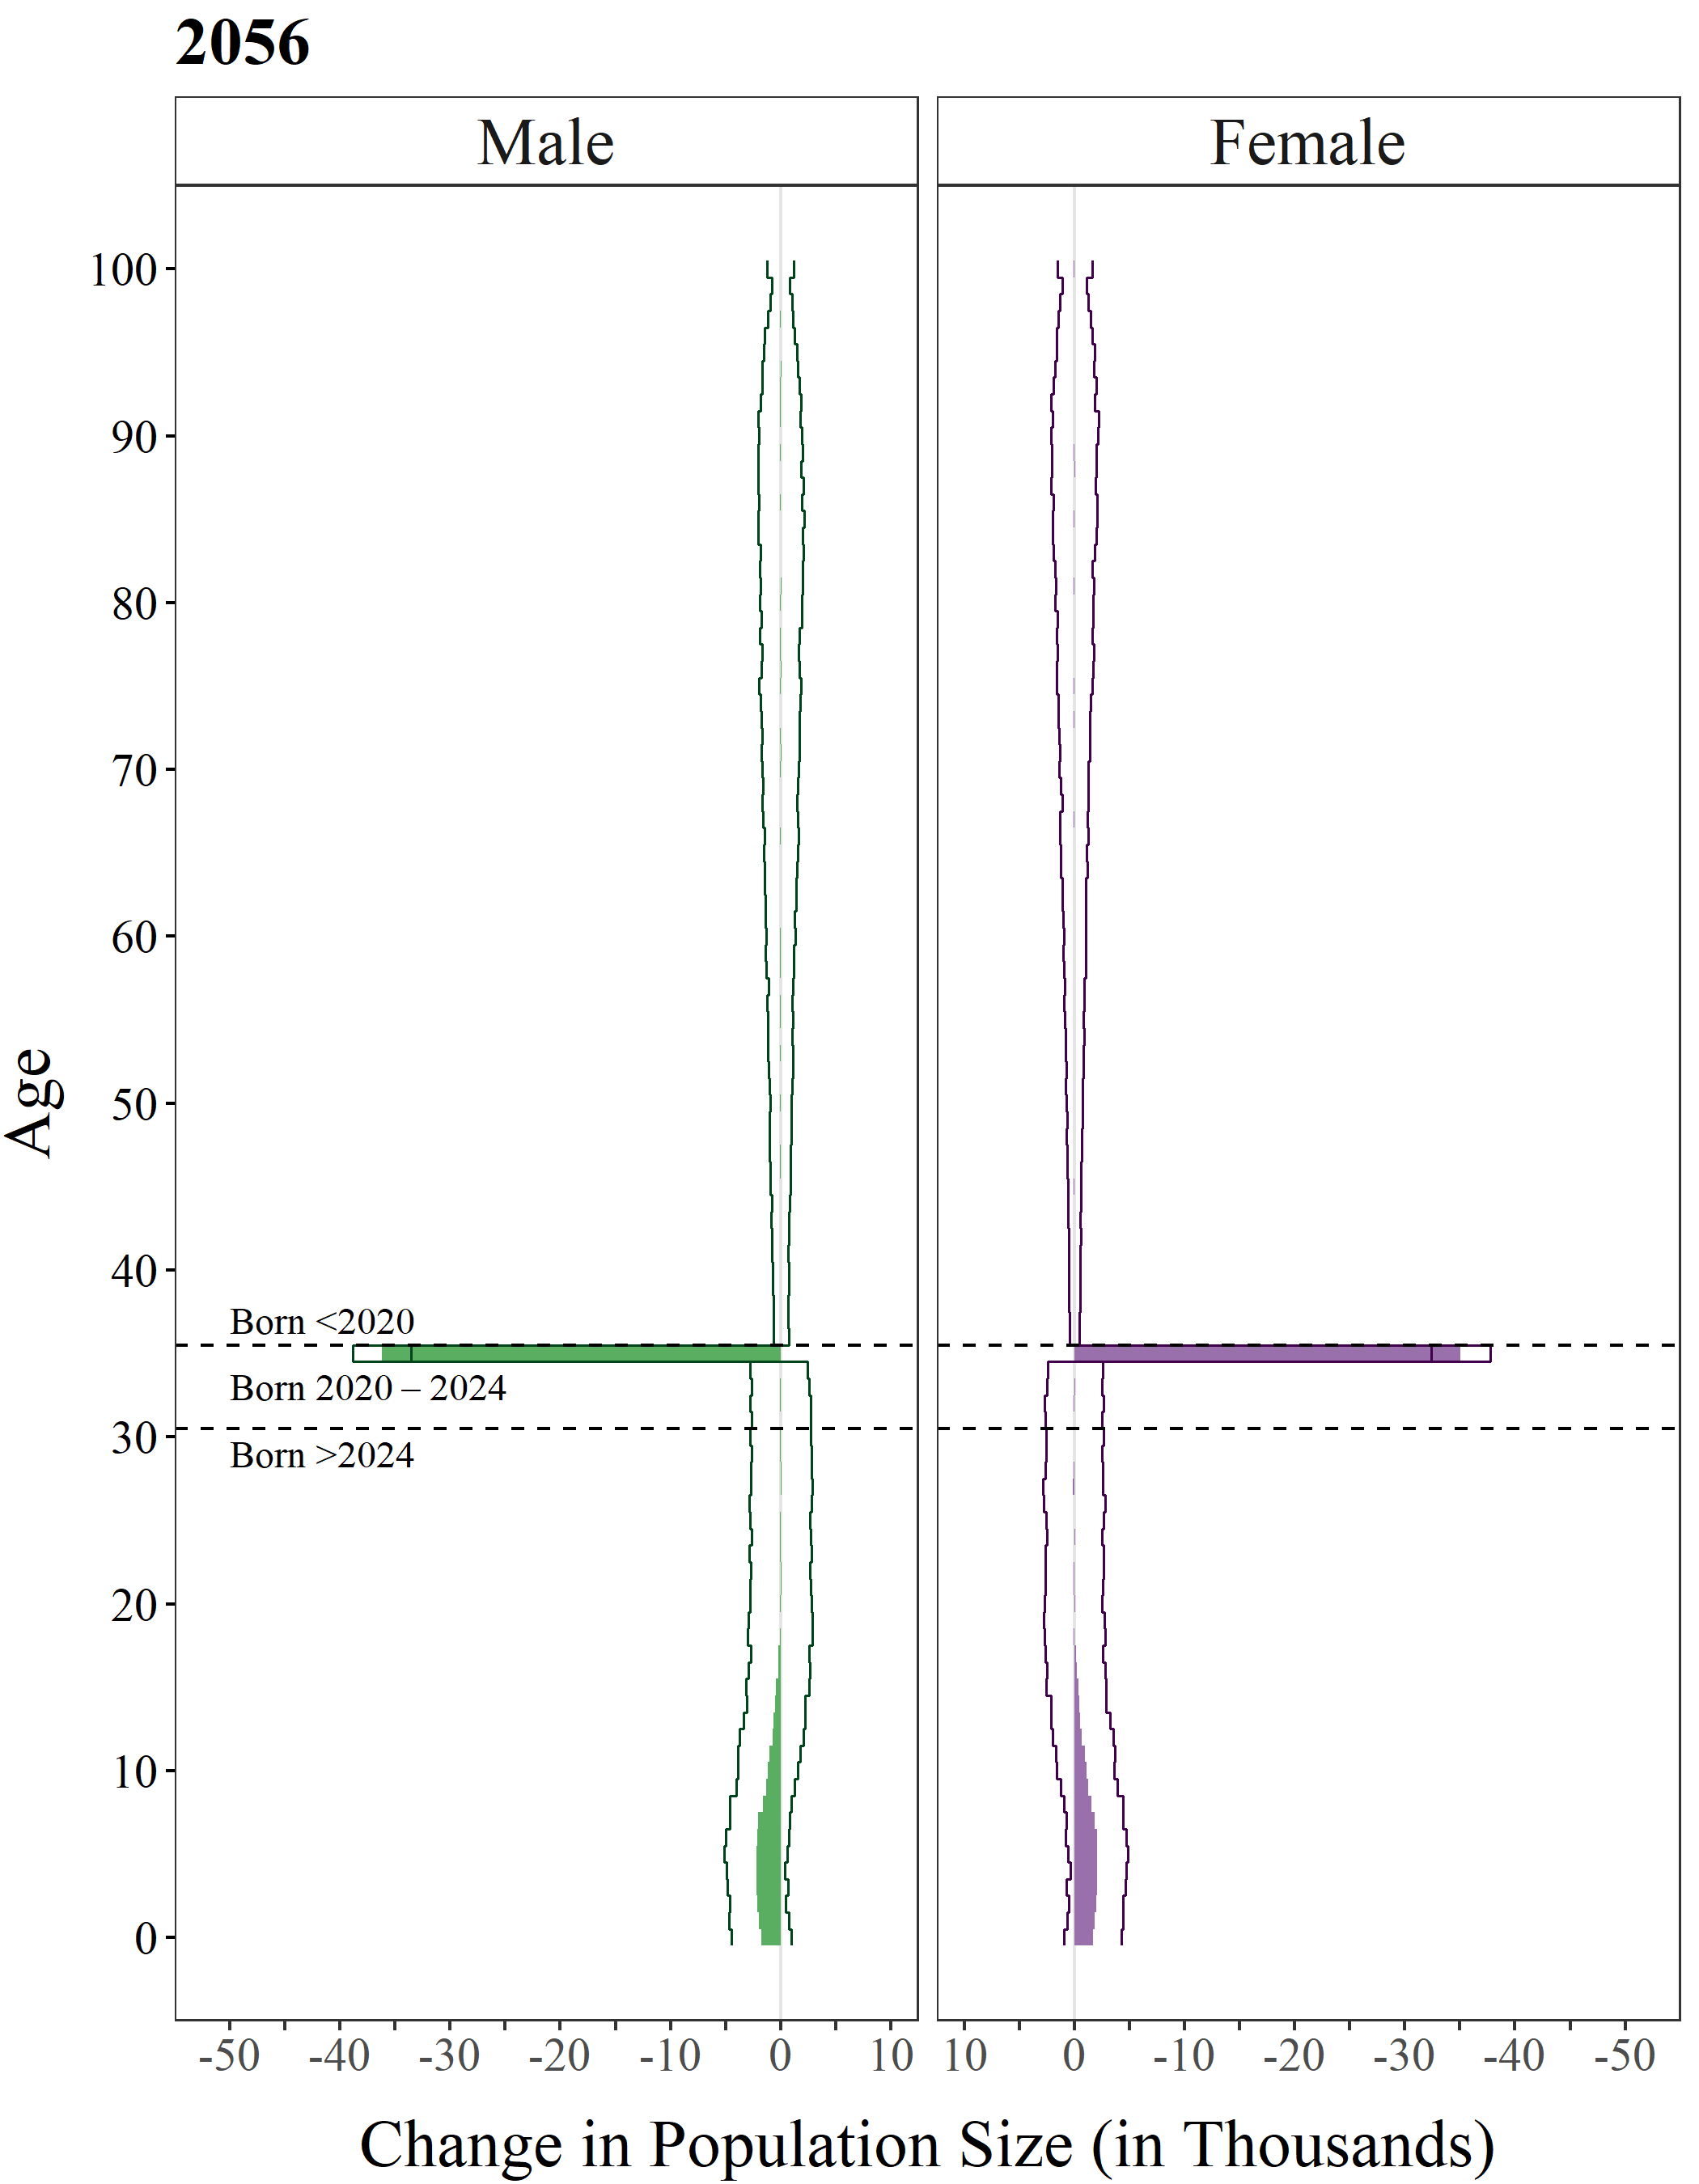 2056
Male Female
Age
100
90
80
70
60
50
40
Born <2020
Born 2020 – 2024
30
Born >2024
20
10
0
-50 -40 -30 -20 -10 0 10 10 0 -10 -20 -30 -40 -50
Change in Population Size (in Thousands)